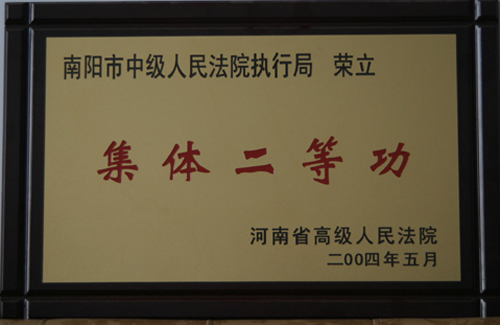 南阳市中级人民法院执行局 荣立
集体二等功
河南省高级人民法院
二00四年五月